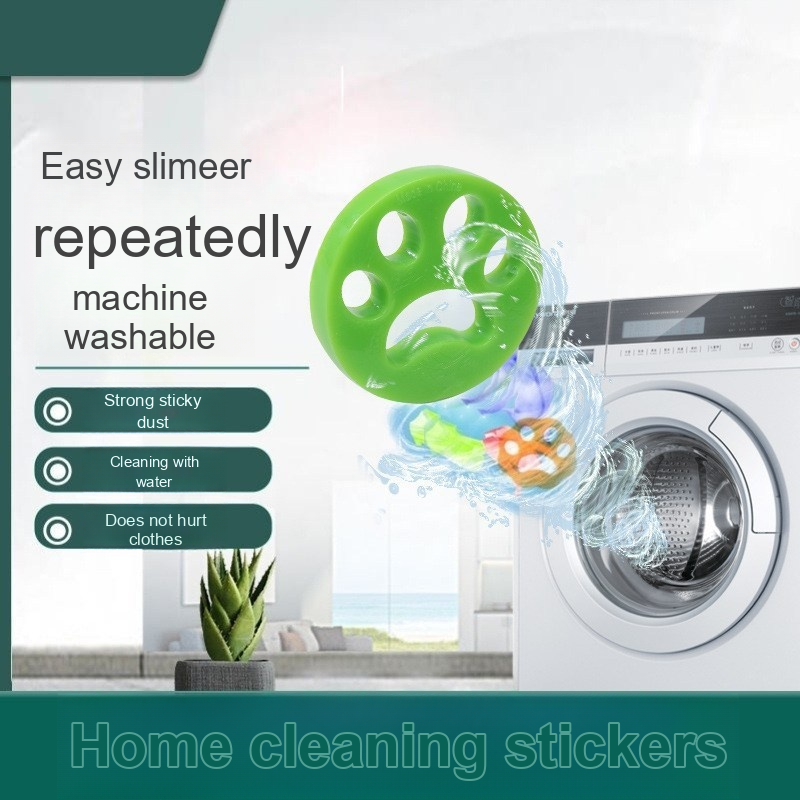 Easy slimeer
repeatedly
machine
washable
Strong sticky
dust
Cleaning with
water
Does not hurt
clothes
Home cleaning stickers